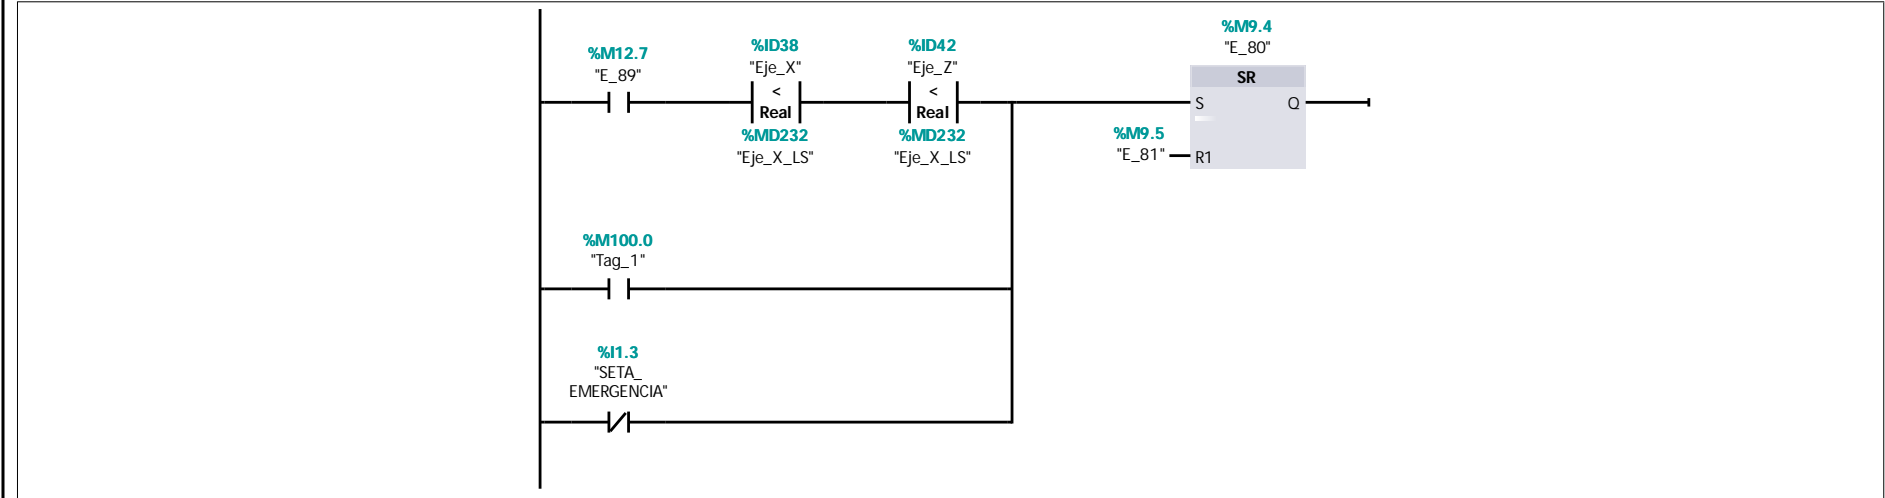 %M9.4
"E_80"
%M12.7
"E_89"
%ID38
"Eje_X"
<
Real
%MD232
"Eje_X_LS"
%ID42
"Eje_Z"
<
Real
%MD232
"Eje_X_LS"
SR
S
Q
%M9.5
"E_81"
R1
%M100.0
"Tag_1"
%I1.3
"SETA_
EMERGENCIA"